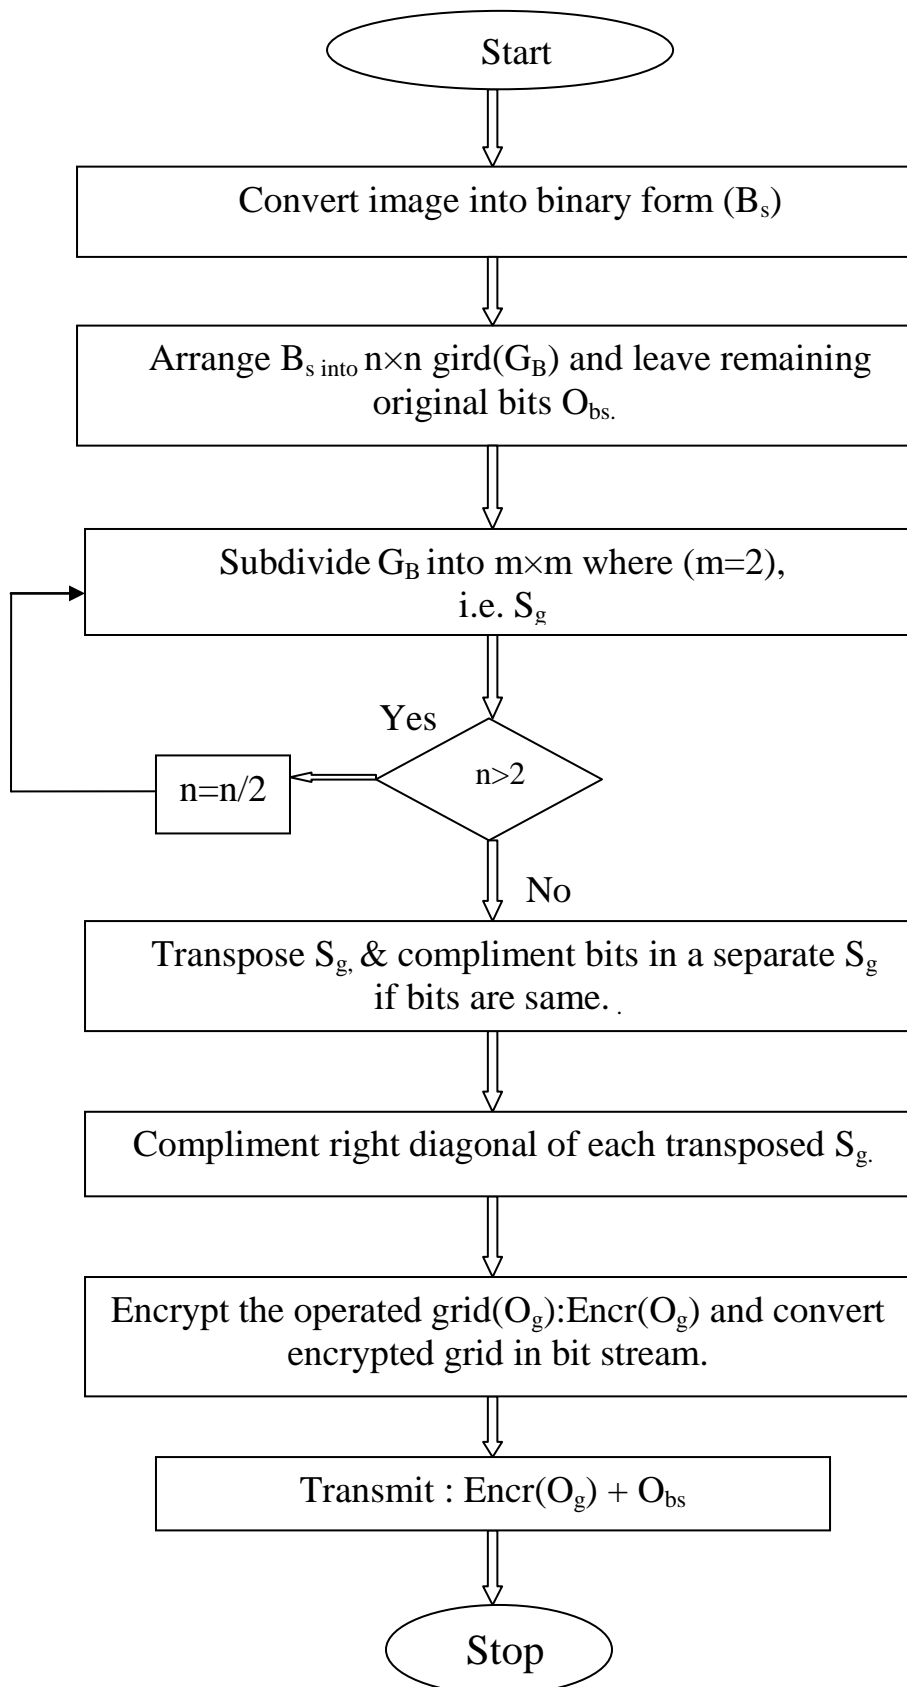 Start
Convert image into binary form (Bs)
Arrange Bs into n×n gird(GB) and leave remaining
original bits Obs.
Subdivide GB into m×m where (m=2),
i.e. Sg
Yes
n>2
n=n/2
No
Transpose Sg, & compliment bits in a separate Sg
if bits are same. .
Compliment right diagonal of each transposed Sg.
Encrypt the operated grid(Og):Encr(Og) and convert
encrypted grid in bit stream.
Transmit : Encr(Og) + Obs
Stop